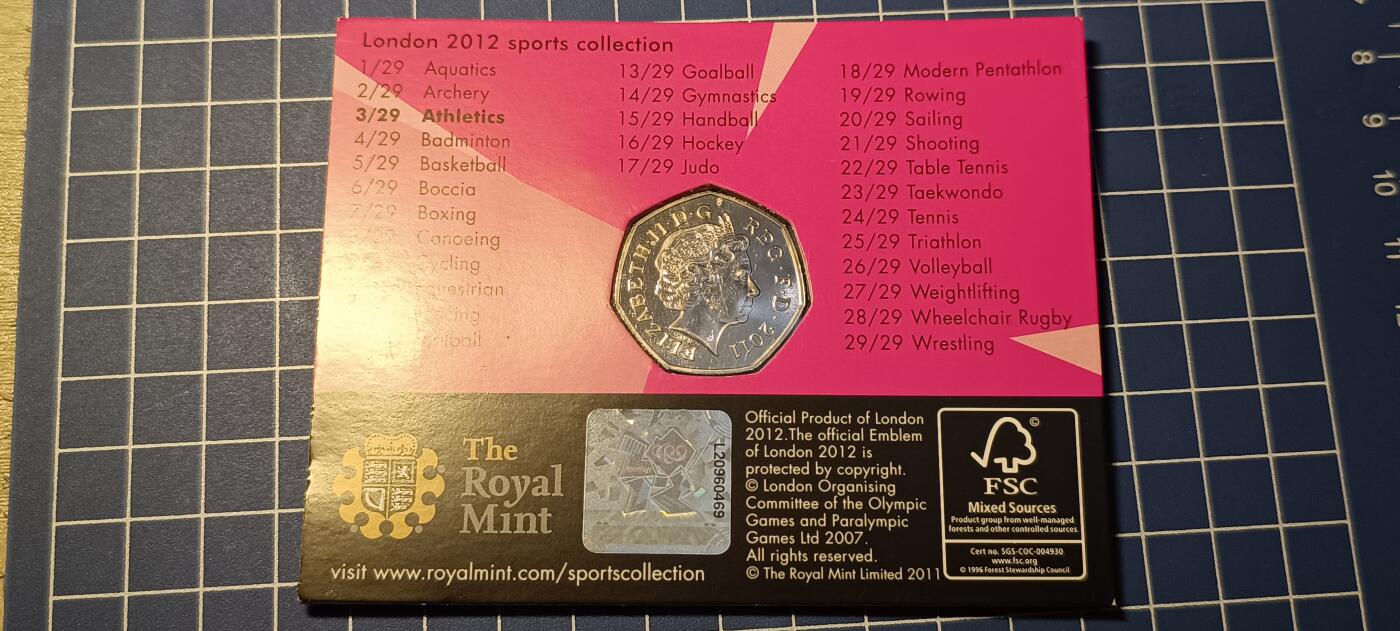 London 2012 sports collection
1/29 Aquatics
2/29 Archery
3/29 Athletics
4/29 Badminton
5/29 Basketball
6/29 Boccia
7/29 Boxing
Canoeing
Cycling
Equestrian
13/29 Goalball
14/29 Gymnastics
15/29 Handball
16/29 Hockey
17/29 Judo
18/29 Modern Pentathlon
19/29 Rowing
20/29 Sailing
21/29 Shooting
22/29 Table Tennis
23/29 Taekwondo
24/29 Tennis
25/29 Triathlon
26/29 Volleyball
27/29 Weightlifting
28/29 Wheelchair Rugby
29/29 Wrestling
ELIZABETH·II·D·G REG·F·D·2011
The
Royal
Mint
visit www.royalmint.com/sportscollection
L20960469
Official Product of London
2012.The official Emblem
of London 2012 is
protected by copyright.
© London Organising
Committee of the Olympic
Games and Paralympic
Games Ltd 2007.
All rights reserved.
© The Royal Mint Limited 2011
©
FSC
Mixed Sources
Product group from well-managed
forests and other controlled sources
Cert no. SGS-COC-004930
www.fsc.org
© 1996 Forest Stewardship Council
8
9
10
11